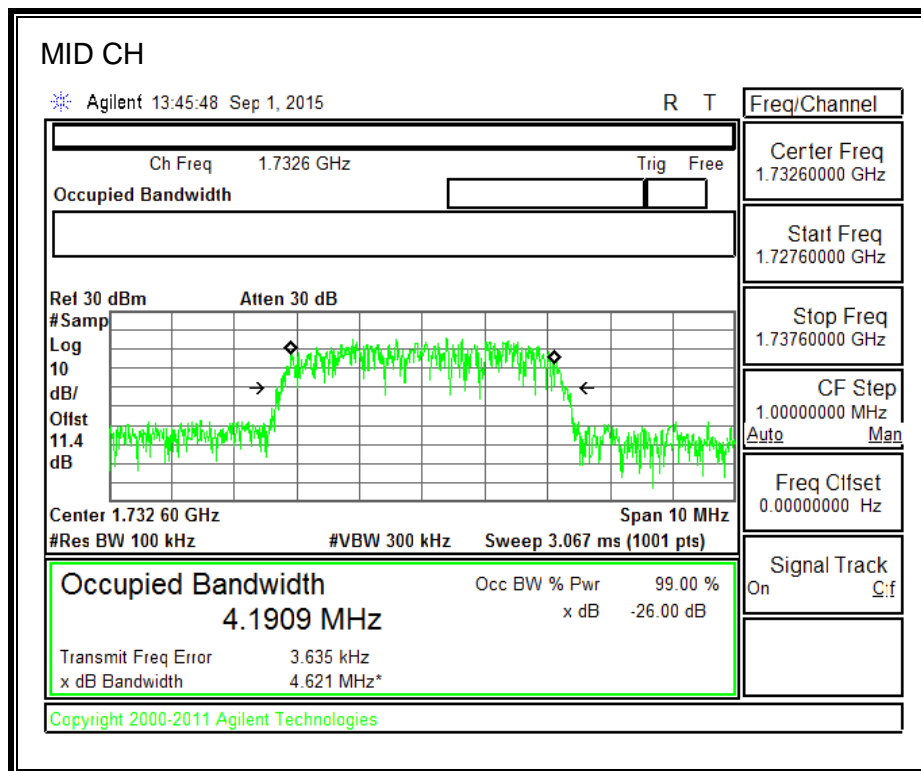 MID CH
Agilent 13:45:48 Sep 1, 2015 R T
Freq/Channel
Ch Freq 1.7326 GHz Trig Free
Occupied Bandwidth
Center Freq
1.73260000 GHz
Start Freq
1.72760000 GHz
Stop Freq
1.73760000 GHz
CF Step
1.00000000 MHz
Auto Man
Freq Offset
0.00000000 Hz
Signal Track
On Off
Ref 30 dBm Atten 30 dB
#Samp
Log
10
dB/
Offst
11.4
dB
Center 1.732 60 GHz Span 10 MHz
#Res BW 100 kHz #VBW 300 kHz Sweep 3.067 ms (1001 pts)
Occupied Bandwidth
4.1909 MHz
Occ BW % Pwr 99.00 %
x dB -26.00 dB
Transmit Freq Error 3.635 kHz
x dB Bandwidth 4.621 MHz*
Copyright 2000-2011 Agilent Technologies